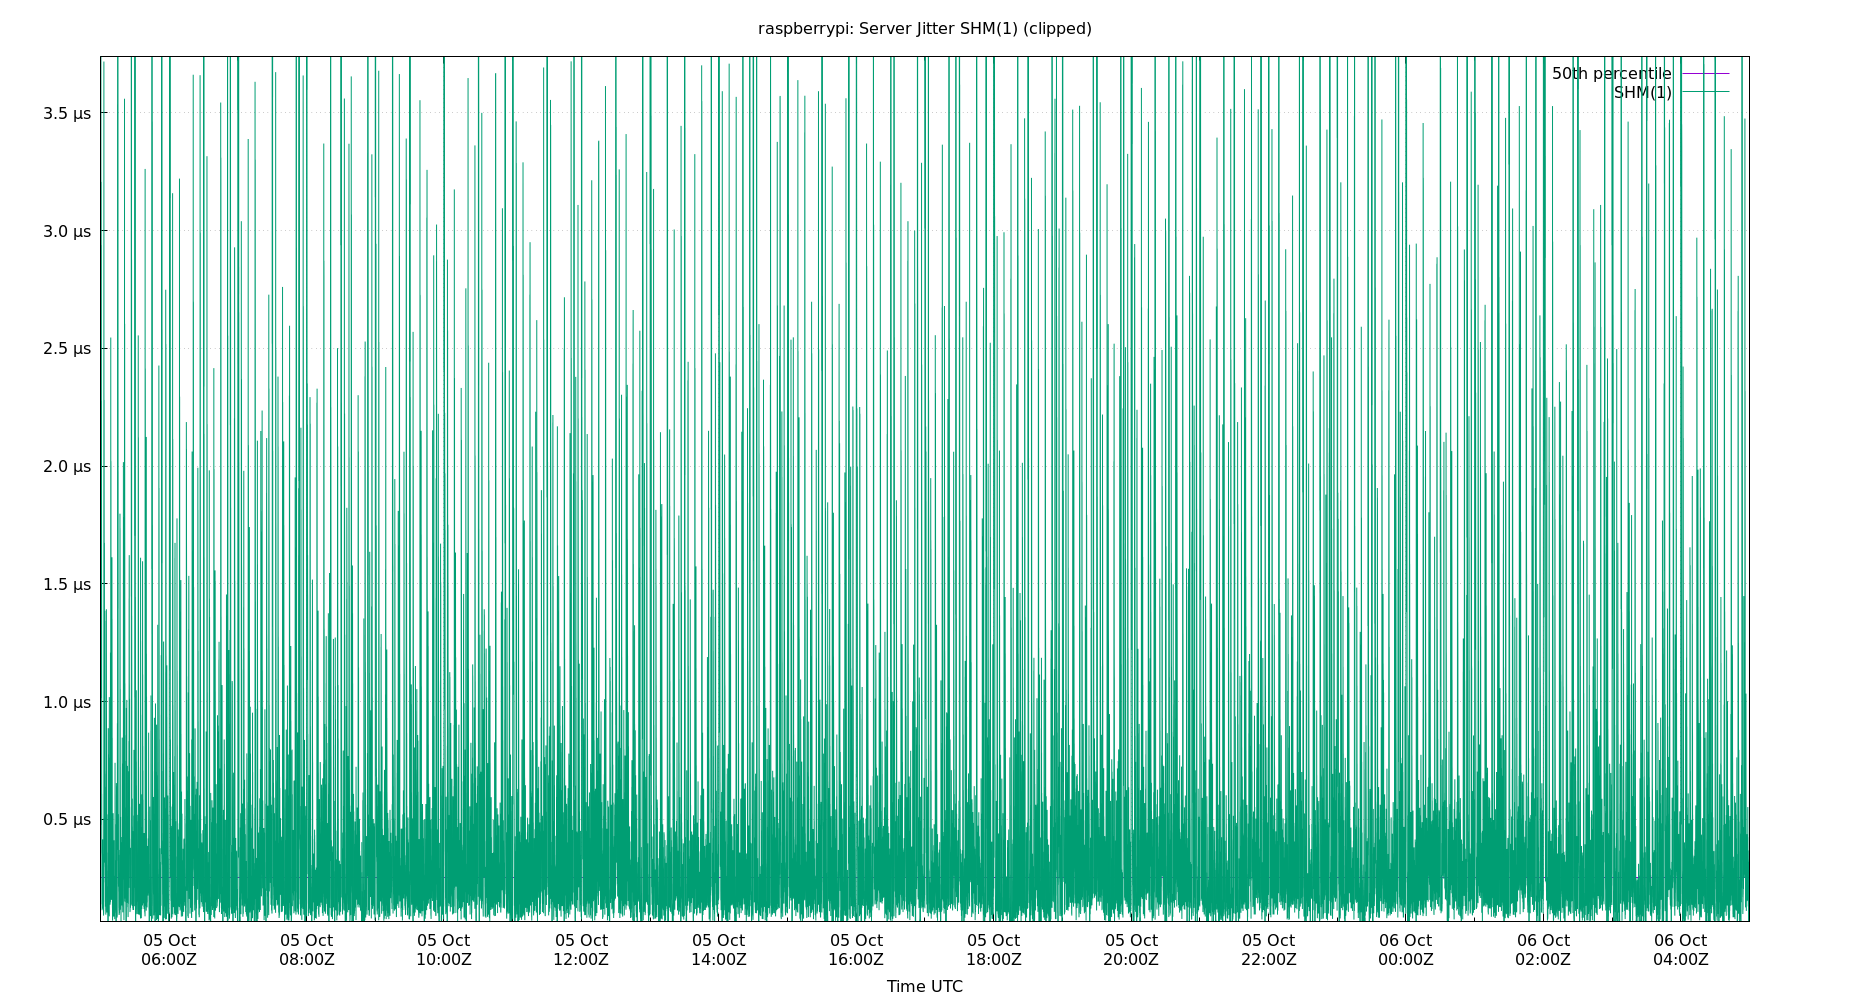 raspberrypi: Server Jitter SHM(1) (clipped)
50th percentile
SHM(1)
3.5 µs
3.0 µs
2.5 µs
2.0 µs
1.5 µs
1.0 µs
0.5 µs
05 Oct 05 Oct 05 Oct 05 Oct 05 Oct 05 Oct 05 Oct 05 Oct 05 Oct 06 Oct 06 Oct 06 Oct
06:00Z 08:00Z 10:00Z 12:00Z 14:00Z 16:00Z 18:00Z 20:00Z 22:00Z 00:00Z 02:00Z 04:00Z
Time UTC